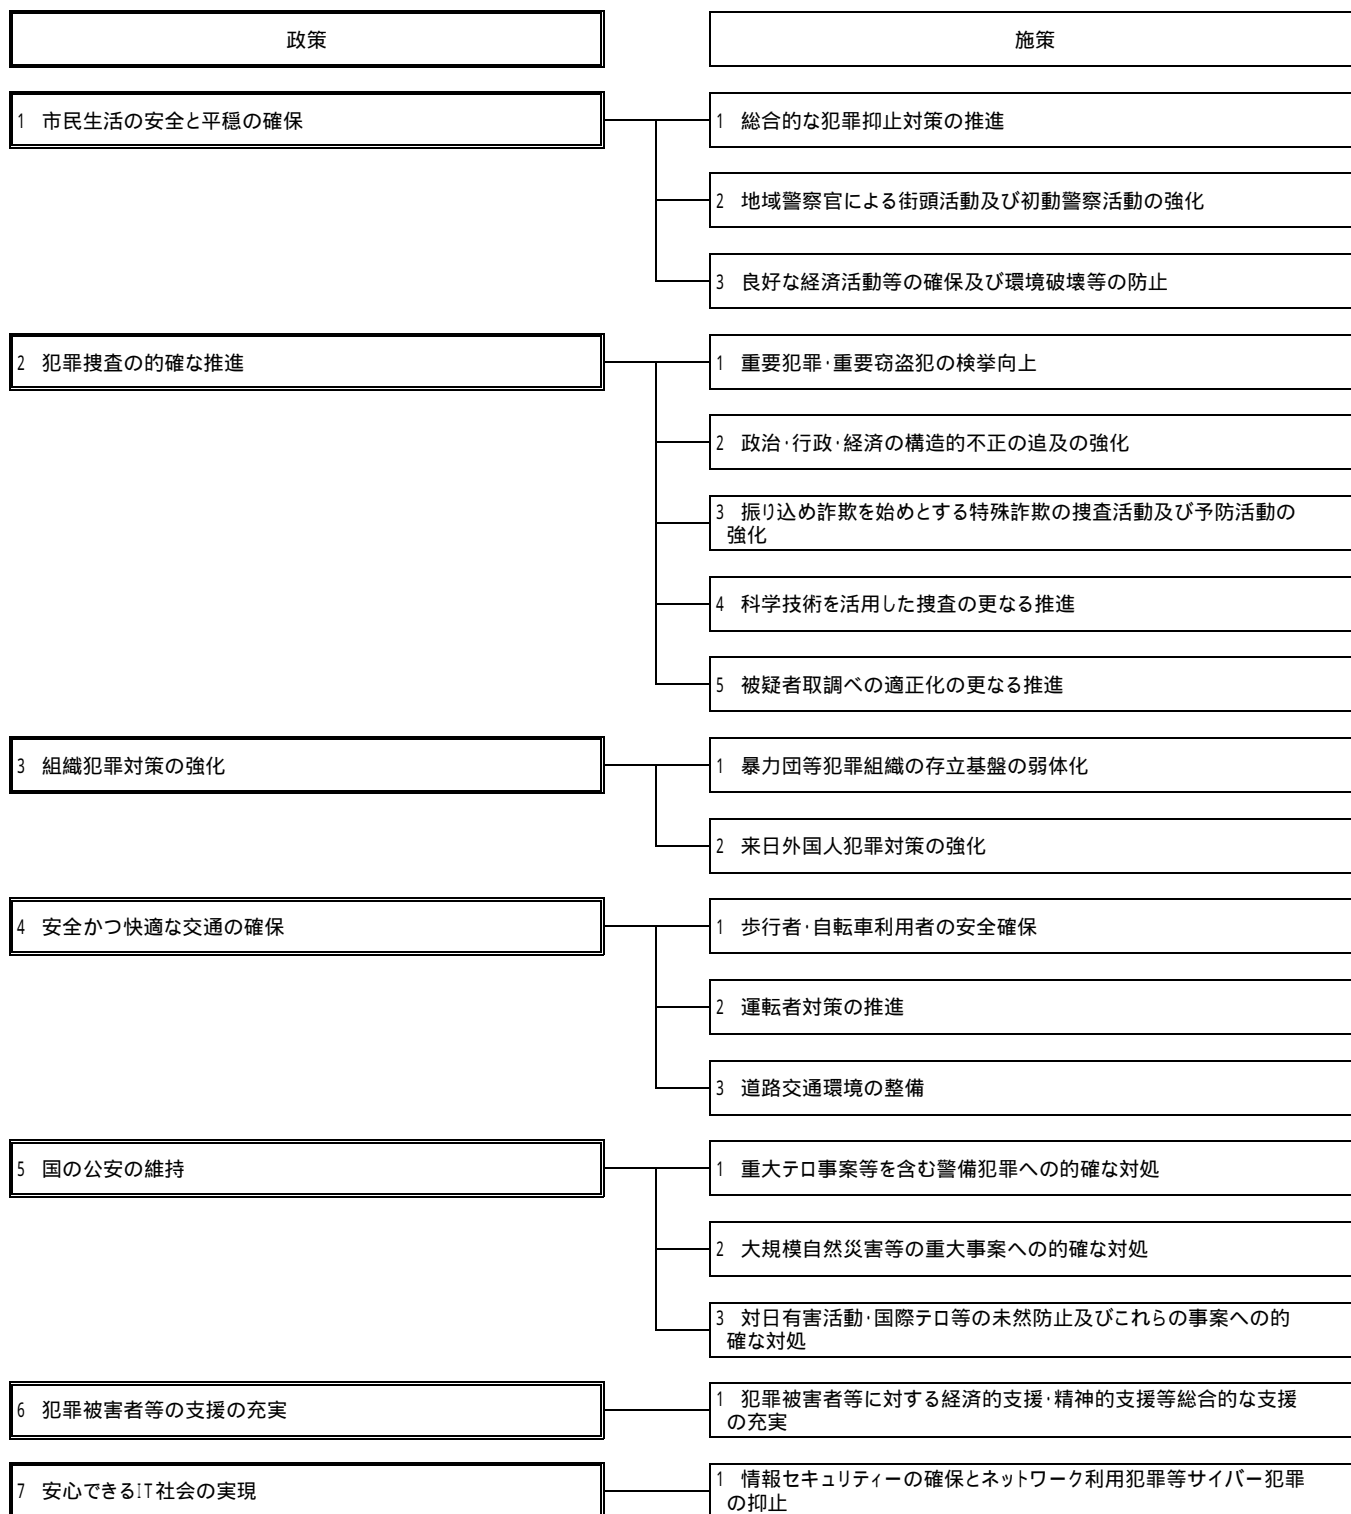 政策
施策
1 市民生活の安全と平穏の確保
1 総合的な犯罪抑止対策の推進
2 地域警察官による街頭活動及び初動警察活動の強化
3 良好な経済活動等の確保及び環境破壊等の防止
2 犯罪捜査の的確な推進
1 重要犯罪･重要窃盗犯の検挙向上
2 政治･行政･経済の構造的不正の追及の強化
3 振り込め詐欺を始めとする特殊詐欺の捜査活動及び予防活動の
強化
4 科学技術を活用した捜査の更なる推進
5 被疑者取調べの適正化の更なる推進
3 組織犯罪対策の強化
1 暴力団等犯罪組織の存立基盤の弱体化
2 来日外国人犯罪対策の強化
4 安全かつ快適な交通の確保
1 歩行者･自転車利用者の安全確保
2 運転者対策の推進
3 道路交通環境の整備
5 国の公安の維持
1 重大テロ事案等を含む警備犯罪への的確な対処
2 大規模自然災害等の重大事案への的確な対処
3 対日有害活動･国際テロ等の未然防止及びこれらの事案への的
確な対処
6 犯罪被害者等の支援の充実
1 犯罪被害者等に対する経済的支援･精神的支援等総合的な支援
の充実
7 安心できるIT社会の実現
1 情報セキュリティーの確保とネットワーク利用犯罪等サイバー犯罪
の抑止